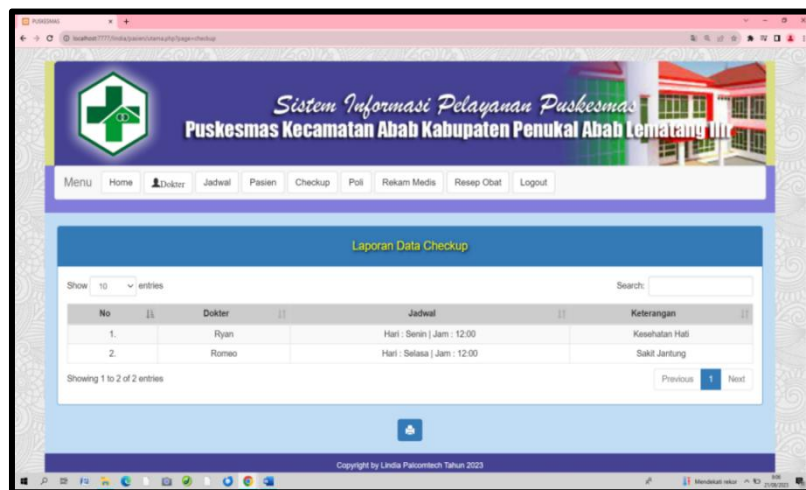 PUSKESMAS
localhost:7777/lindia/pasien/utama.php?page=checkup
Sistem Informasi Pelayanan Puskesmas
Puskesmas Kecamatan Abab Kabupaten Penukal Abab Lematang Ilir
Menu Home Dokter Jadwal Pasien Checkup Poli Rekam Medis Resep Obat Logout
Laporan Data Checkup
Show 10 entries Search:
No Dokter Jadwal Keterangan
1. Ryan Hari : Senin | Jam : 12:00 Kesehatan Hati
2. Romeo Hari : Selasa | Jam : 12:00 Sakit Jantung
Showing 1 to 2 of 2 entries Previous 1 Next
Copyright by Lindia Palcomtech Tahun 2023
Mendekati rekor
21/08/2023